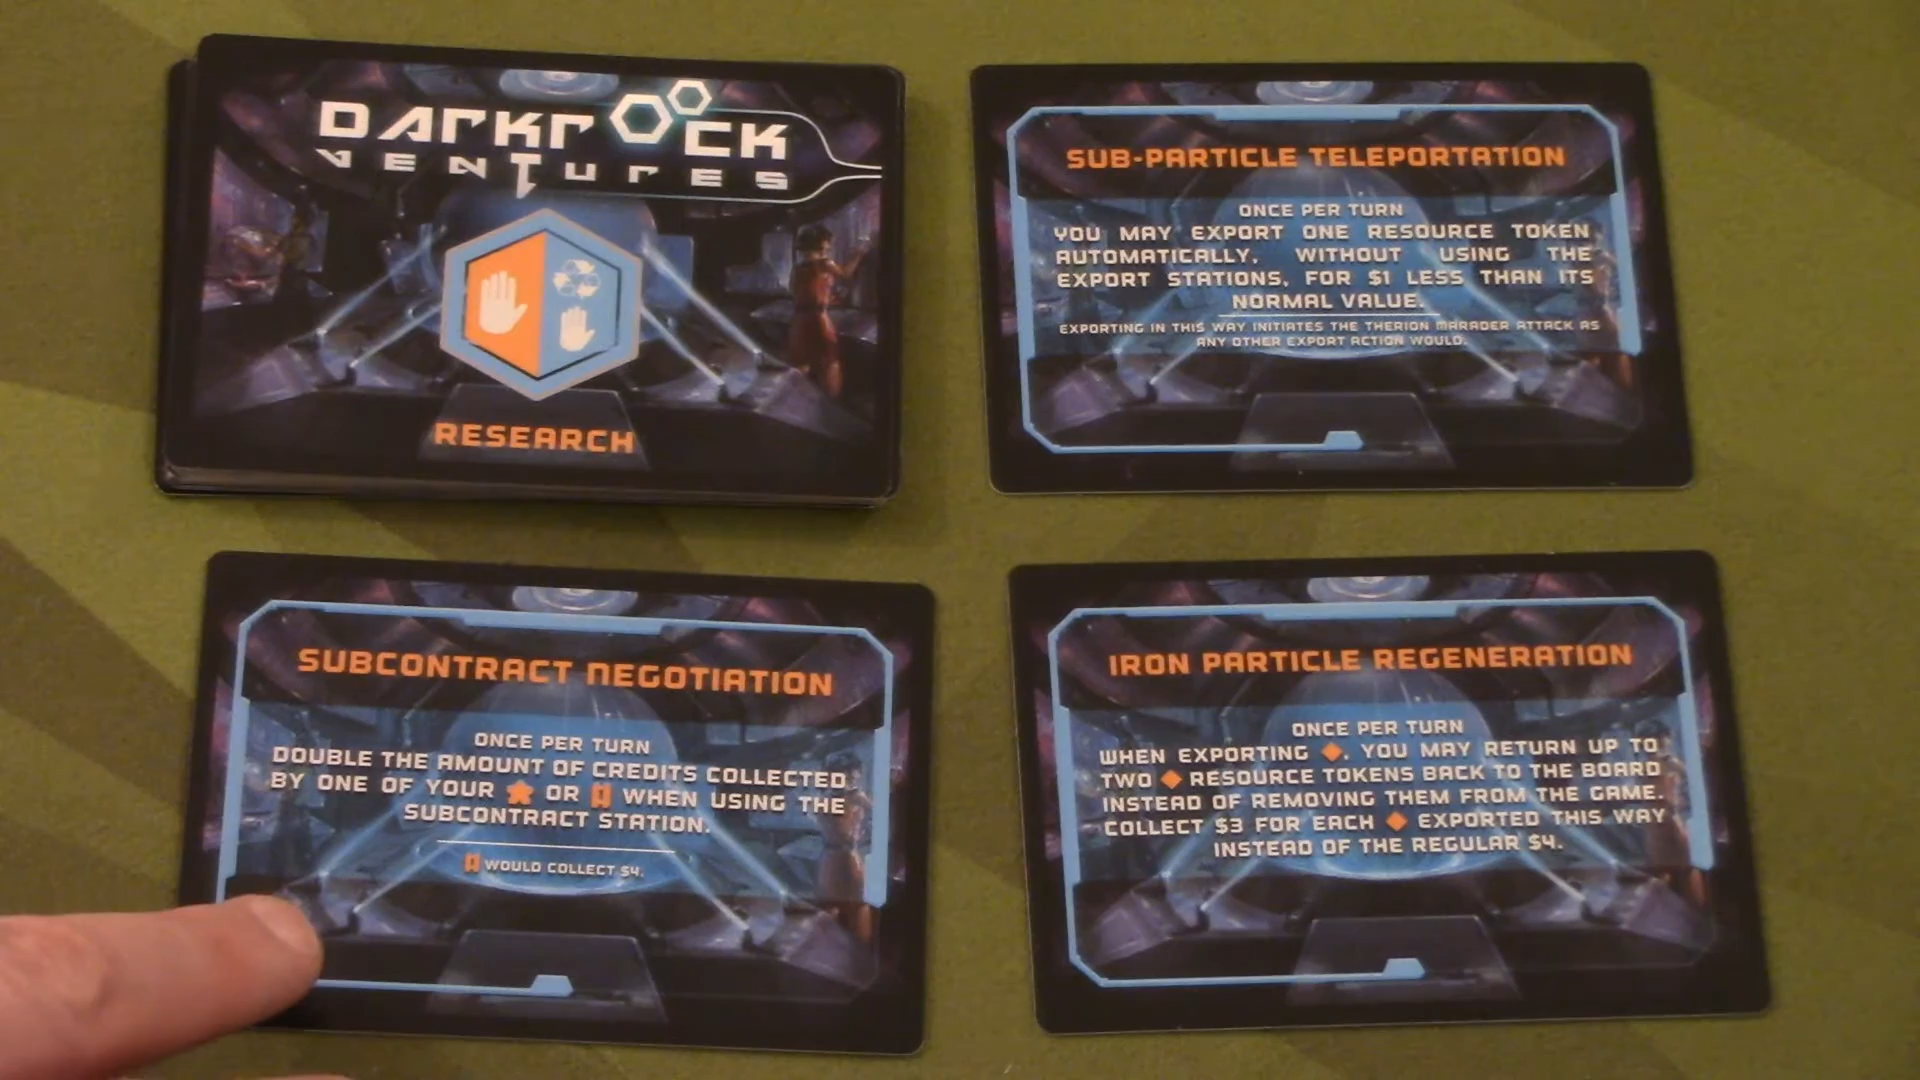 DARKROCK
VENTURES
RESEARCH
SUB-PARTICLE TELEPORTATION
ONCE PER TURN
YOU MAY EXPORT ONE RESOURCE TOKEN
AUTOMATICALLY, WITHOUT USING THE
EXPORT STATIONS, FOR $1 LESS THAN ITS
NORMAL VALUE.
EXPORTING IN THIS WAY INITIATES THE THERION MARADER ATTACK AS
ANY OTHER EXPORT ACTION WOULD.
SUBCONTRACT NEGOTIATION
ONCE PER TURN
DOUBLE THE AMOUNT OF CREDITS COLLECTED
BY ONE OF YOUR OR WHEN USING THE
SUBCONTRACT STATION.
WOULD COLLECT $4.
IRON PARTICLE REGENERATION
ONCE PER TURN
WHEN EXPORTING , YOU MAY RETURN UP TO
TWO RESOURCE TOKENS BACK TO THE BOARD
INSTEAD OF REMOVING THEM FROM THE GAME.
COLLECT $3 FOR EACH EXPORTED THIS WAY
INSTEAD OF THE REGULAR $4.